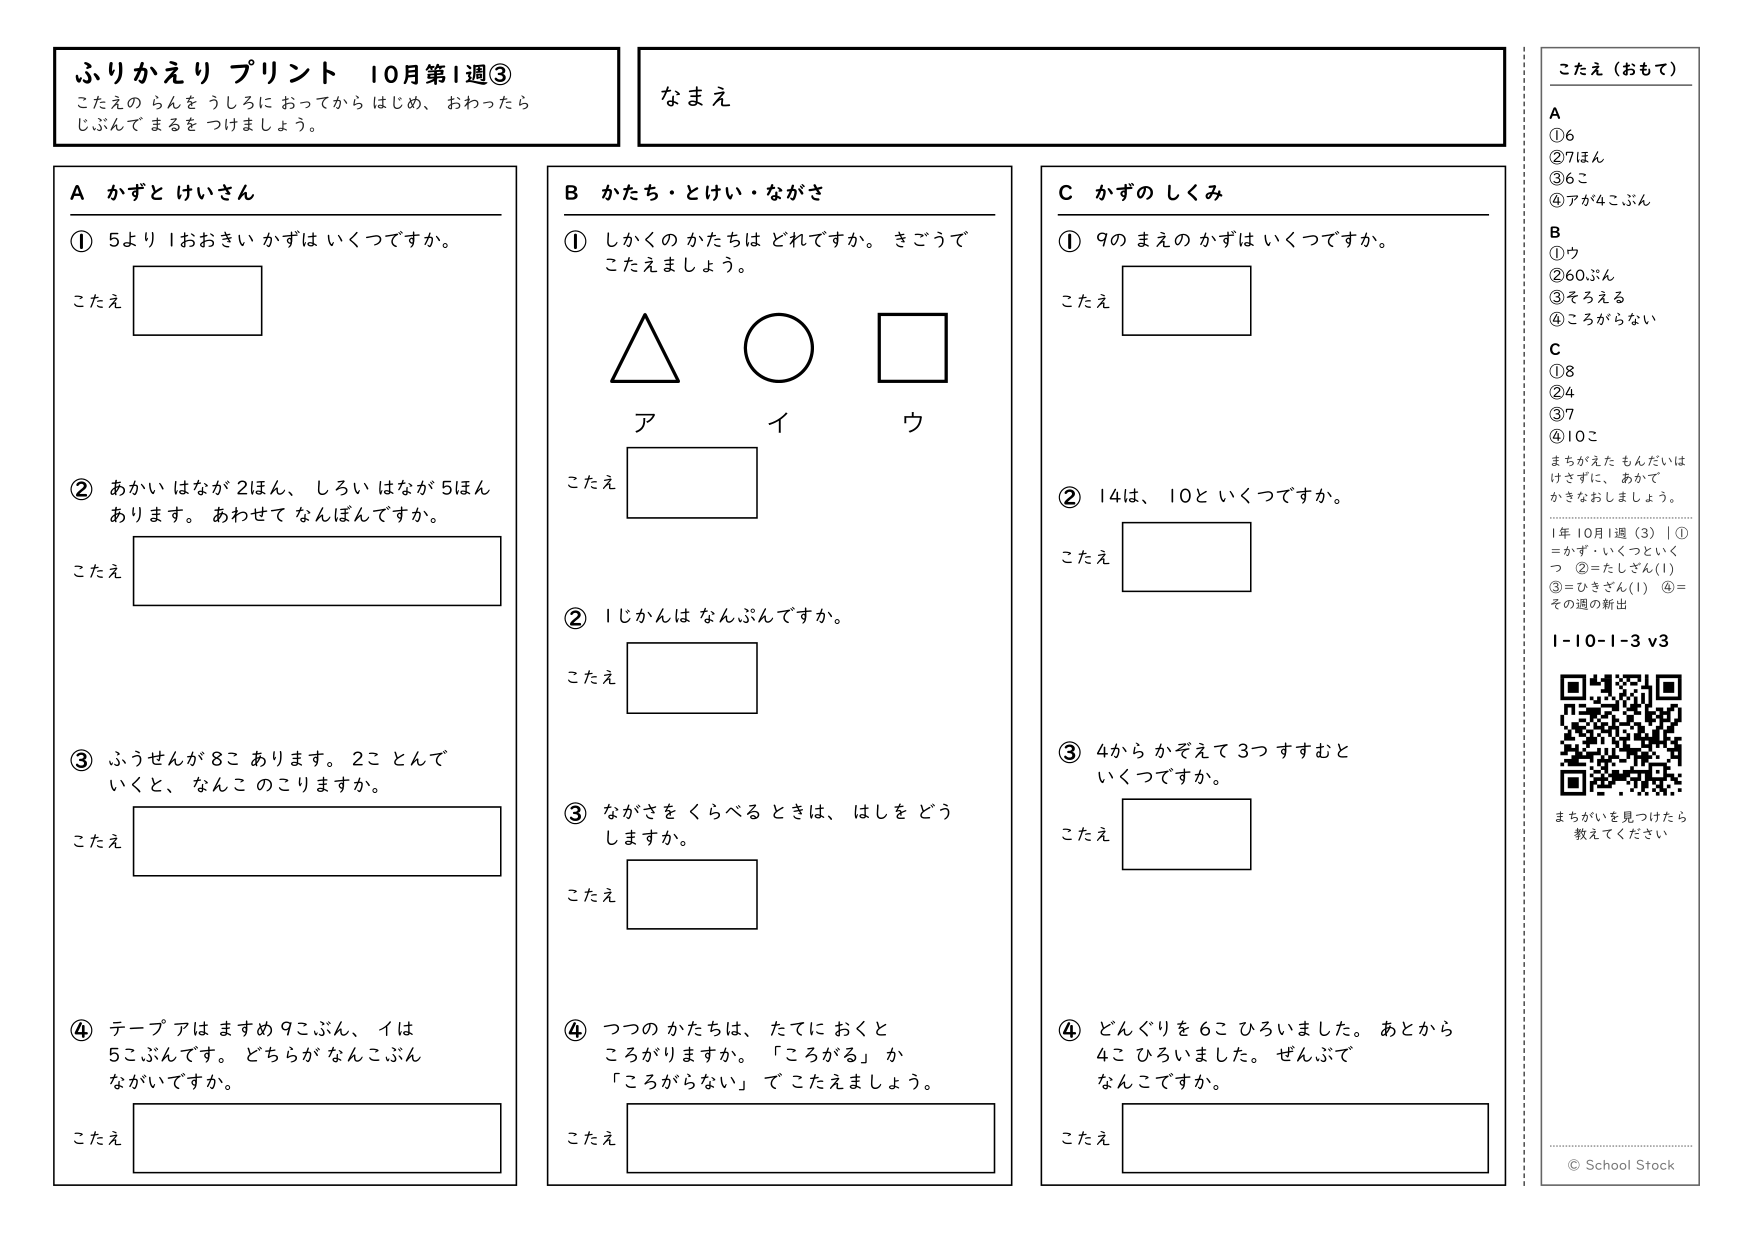 ふりかえり プリント　10月第1週③
こたえの らんを うしろに おってから はじめ、 おわったら
じぶんで まるを つけましょう。
なまえ
A　かずと けいさん
① 5より 1おおきい かずは いくつですか。
こたえ
② あかい はなが 2ほん、 しろい はなが 5ほん
あります。 あわせて なんぼんですか。
こたえ
③ ふうせんが 8こ あります。 2こ とんで
いくと、 なんこ のこりますか。
こたえ
④ テープ アは ますめ 9こぶん、 イは
5こぶんです。 どちらが なんこぶん
ながいですか。
こたえ
B　かたち・とけい・ながさ
① しかくの かたちは どれですか。 きごうで
こたえましょう。
ア イ ウ
こたえ
② 1じかんは なんぷんですか。
こたえ
③ ながさを くらべる ときは、 はしを どう
しますか。
こたえ
④ つつの かたちは、 たてに おくと
ころがりますか。 「ころがる」 か
「ころがらない」 で こたえましょう。
こたえ
C　かずの しくみ
① 9の まえの かずは いくつですか。
こたえ
② 14は、 10と いくつですか。
こたえ
③ 4から かぞえて 3つ すすむと
いくつですか。
こたえ
④ どんぐりを 6こ ひろいました。 あとから
4こ ひろいました。 ぜんぶで
なんこですか。
こたえ
こたえ（おもて）
A
①6
②7ほん
③6こ
④アが4こぶん
B
①ウ
②60ぷん
③そろえる
④ころがらない
C
①8
②4
③7
④10こ
まちがえた もんだいは
けさずに、 あかで
かきなおしましょう。
1年 10月1週（3）｜①
＝かず・いくつといく
つ　②＝たしざん(1)
③＝ひきざん(1)　④＝
その週の新出
1-10-1-3 v3
まちがいを見つけたら
教えてください
© School Stock